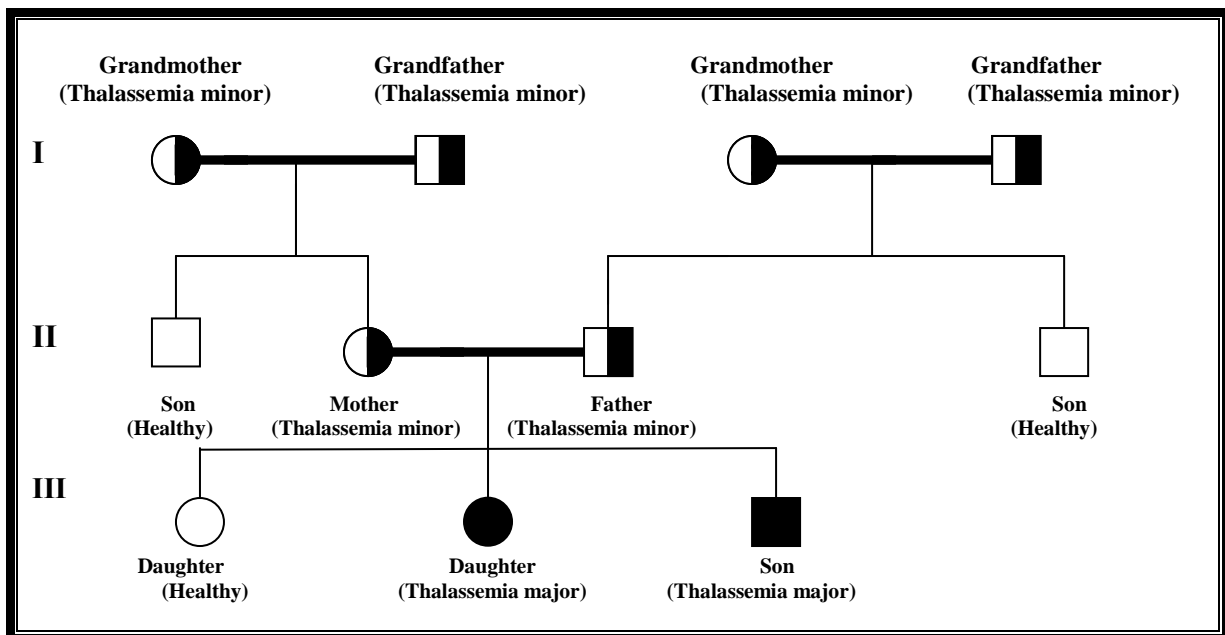 Grandmother
(Thalassemia minor)
Grandfather
(Thalassemia minor)
Grandmother
(Thalassemia minor)
Grandfather
(Thalassemia minor)
I
II
Son
(Healthy)
Mother
(Thalassemia minor)
Father
(Thalassemia minor)
Son
(Healthy)
III
Daughter
(Healthy)
Daughter
(Thalassemia major)
Son
(Thalassemia major)